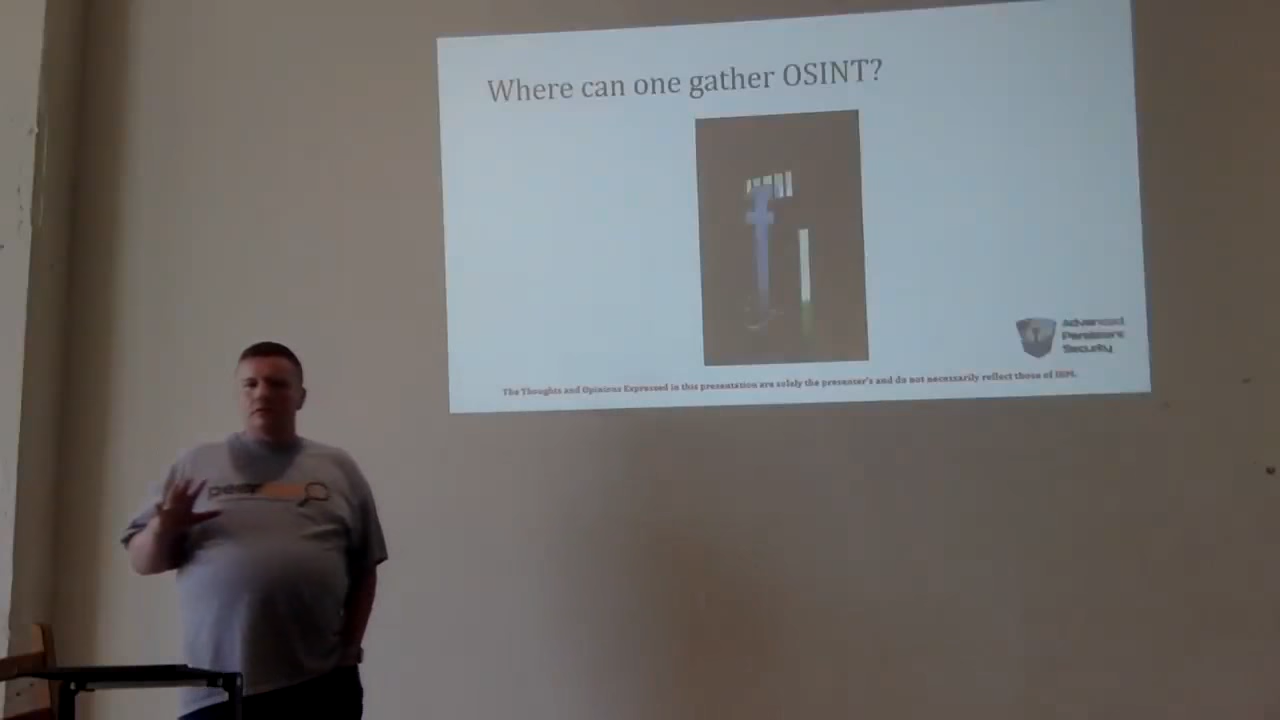 Where can one gather OSINT?
Advanced
Persistent
Security
The Thoughts and Opinions Expressed in this presentation are solely the presenter's and do not necessarily reflect those of IBM.
peer